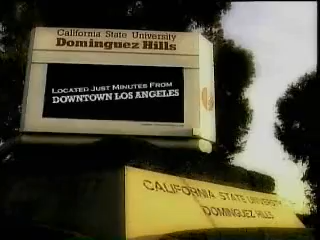 California State University
Dominguez Hills
LOCATED JUST MINUTES FROM
DOWNTOWN LOS ANGELES
CALIFORNIA STATE UNIVERSITY
DOMINGUEZ HILLS